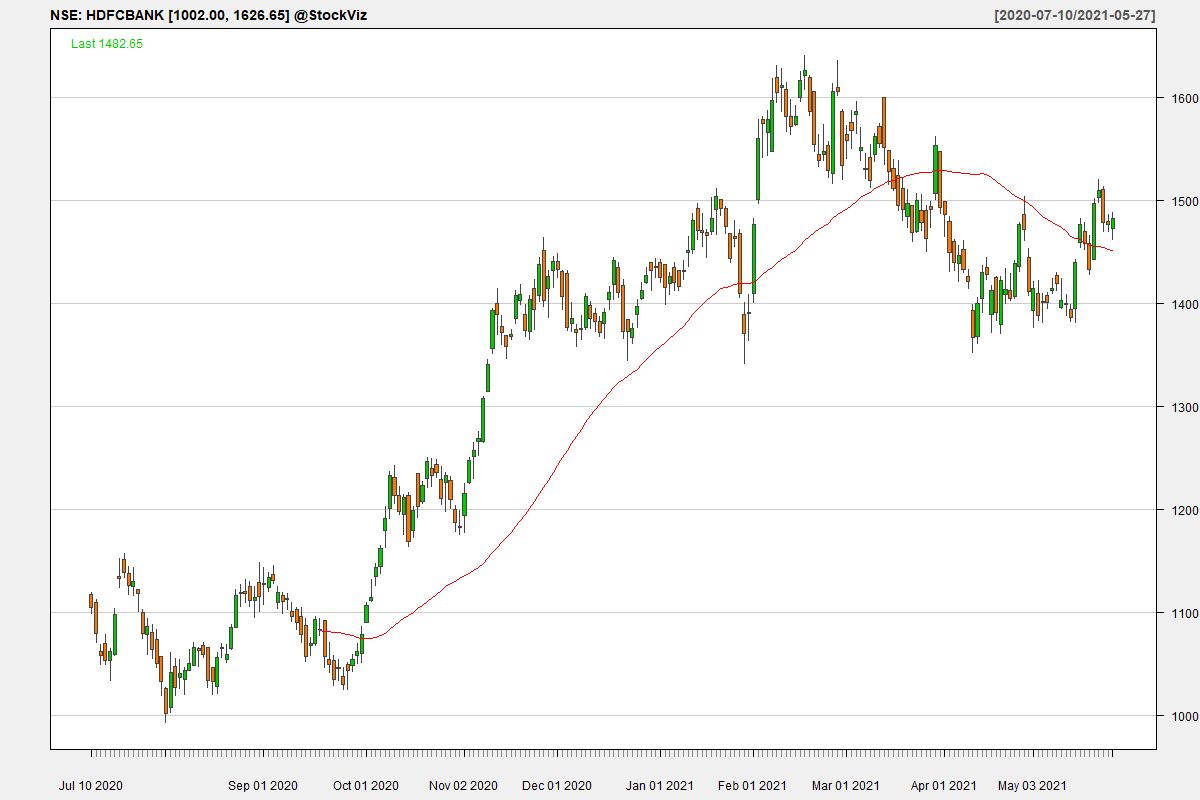 NSE: HDFCBANK [1002.00, 1626.65] @StockViz
[2020-07-10/2021-05-27]
Last 1482.65
1600
1500
1400
1300
1200
1100
1000
Jul 10 2020 Sep 01 2020 Oct 01 2020 Nov 02 2020 Dec 01 2020 Jan 01 2021 Feb 01 2021 Mar 01 2021 Apr 01 2021 May 03 2021